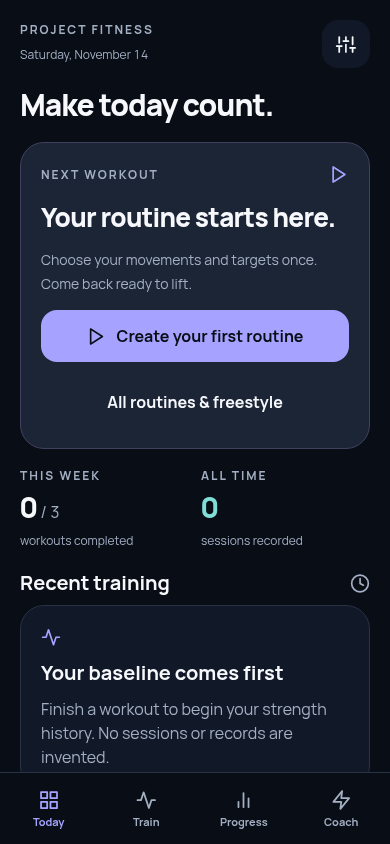 PROJECT FITNESS
Saturday, November 14
Make today count.
NEXT WORKOUT
Your routine starts here.
Choose your movements and targets once.
Come back ready to lift.
Create your first routine
All routines & freestyle
THIS WEEK
0 / 3
workouts completed
ALL TIME
0
sessions recorded
Recent training
Your baseline comes first
Finish a workout to begin your strength
history. No sessions or records are
invented.
Today
Train
Progress
Coach